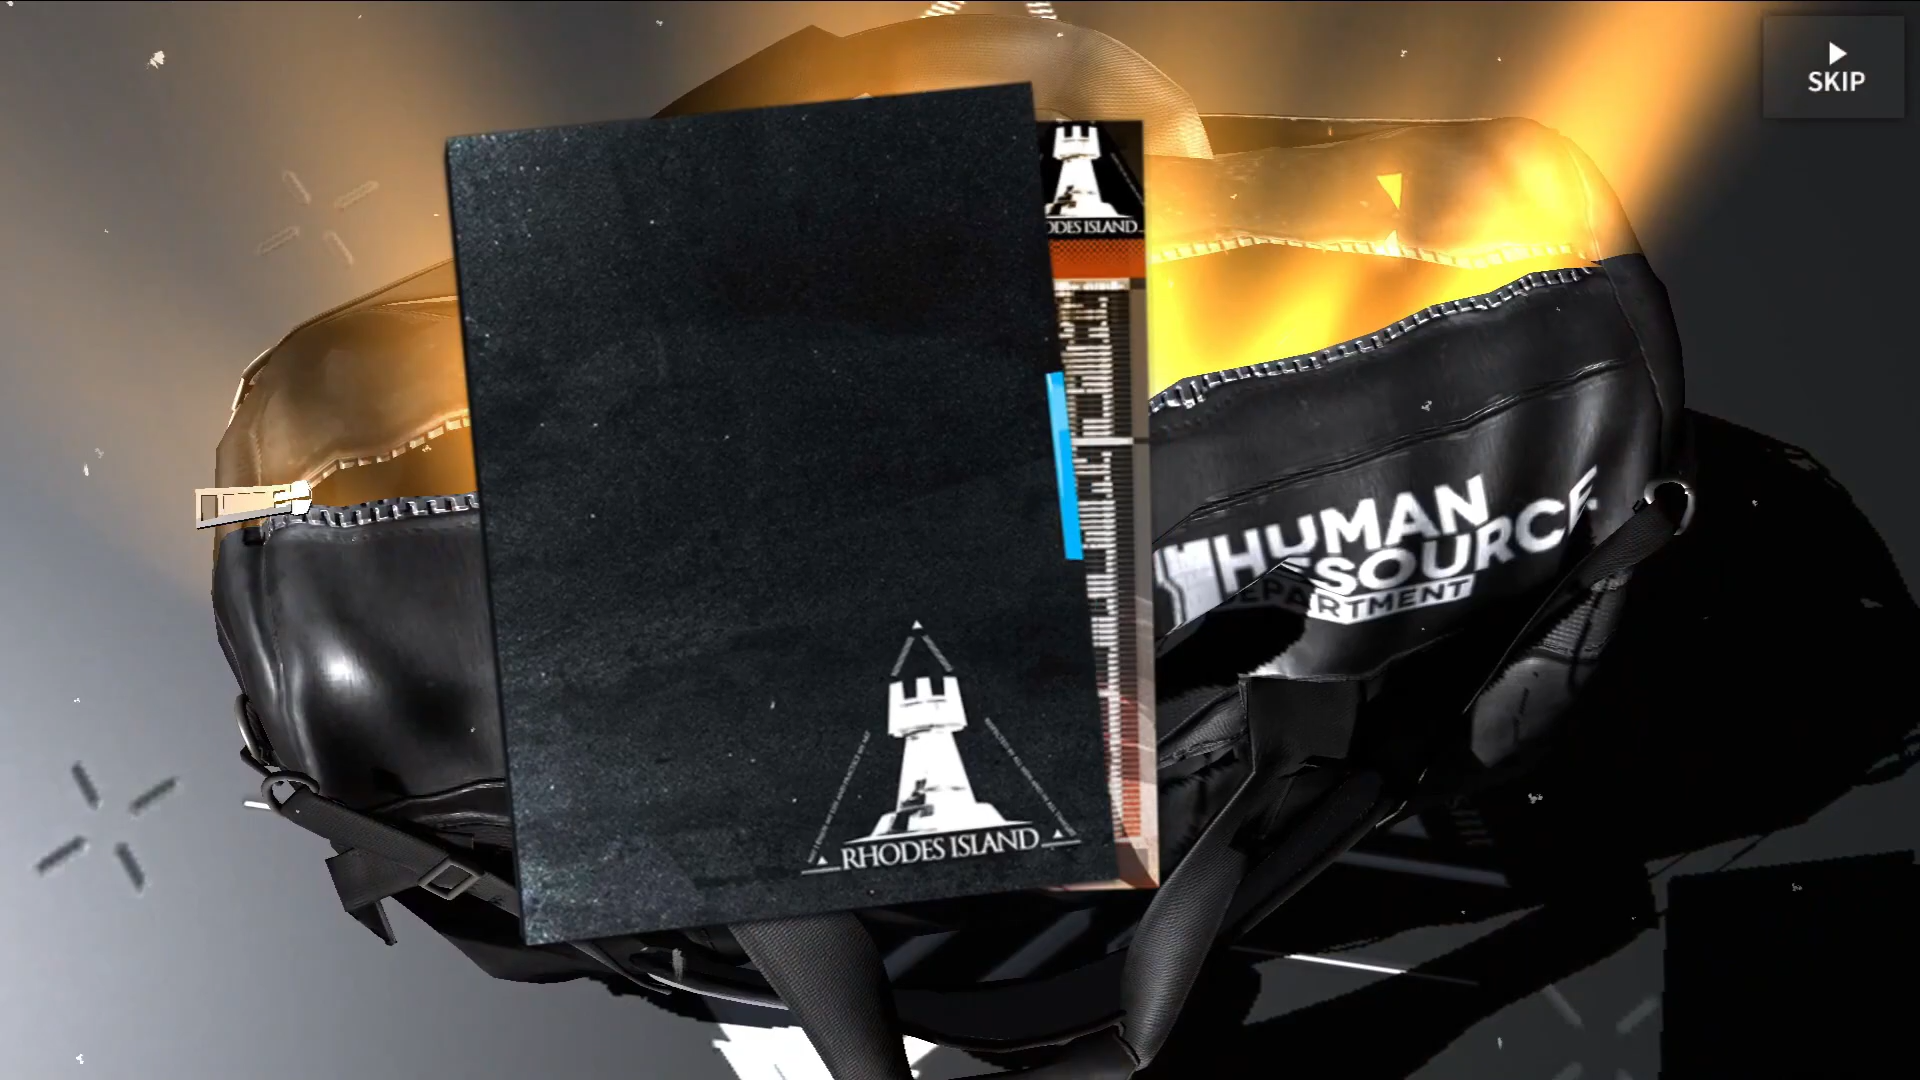 SKIP
RHODES ISLAND
HUMAN
RESOURCE
DEPARTMENT
RHODES ISLAND